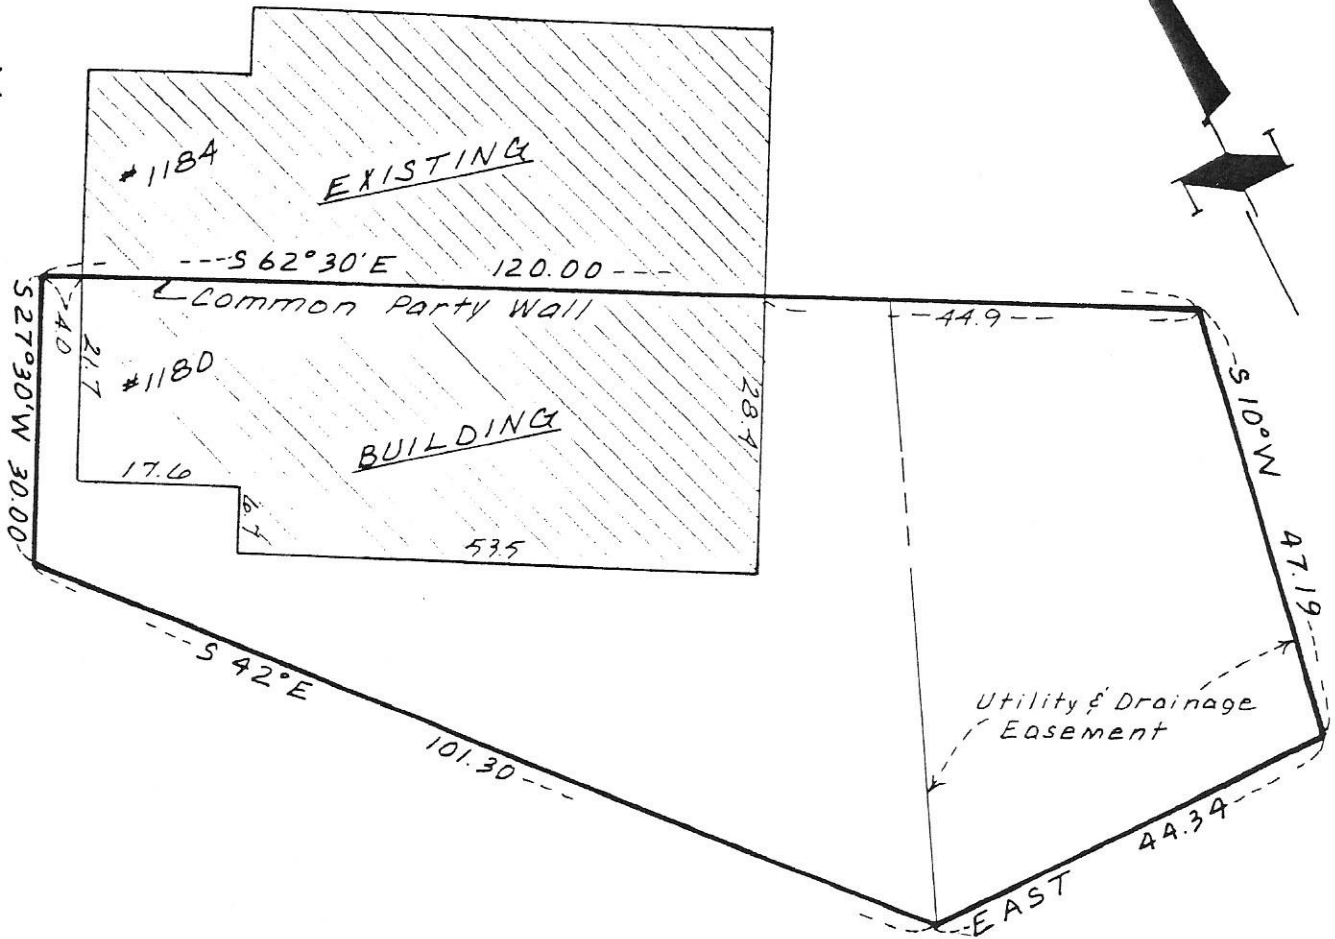 #1184
EXISTING
S 62°30'E 120.00
Common Party Wall
44.9
S 27°30'W 30.00
4.0
21.7
#1180
28.4
S 10°W 47.19
BUILDING
17.6
6.7
53.5
S 42°E 101.30
Utility & Drainage
Easement
EAST 44.34